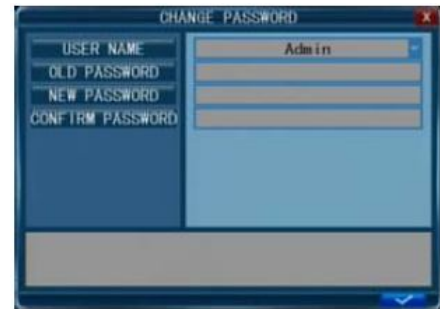 CHANGE PASSWORD X
USER NAME Admin
OLD PASSWORD
NEW PASSWORD
CONFIRM PASSWORD